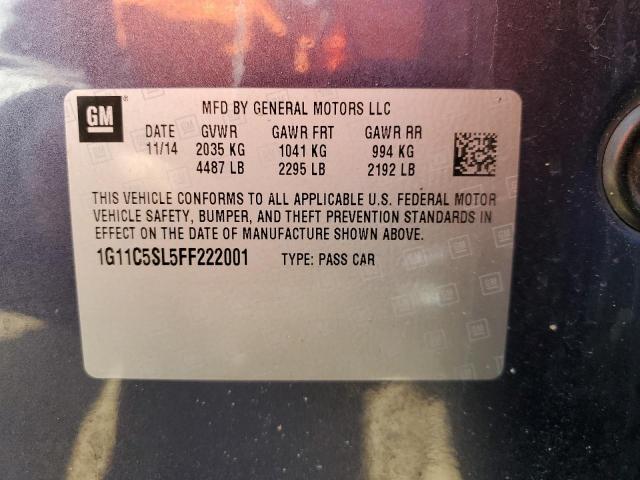 GM
MFD BY GENERAL MOTORS LLC
DATE GVWR GAWR FRT GAWR RR
11/14 2035 KG 1041 KG 994 KG
4487 LB 2295 LB 2192 LB
THIS VEHICLE CONFORMS TO ALL APPLICABLE U.S. FEDERAL MOTOR
VEHICLE SAFETY, BUMPER, AND THEFT PREVENTION STANDARDS IN
EFFECT ON THE DATE OF MANUFACTURE SHOWN ABOVE.
1G11C5SL5FF222001 TYPE: PASS CAR